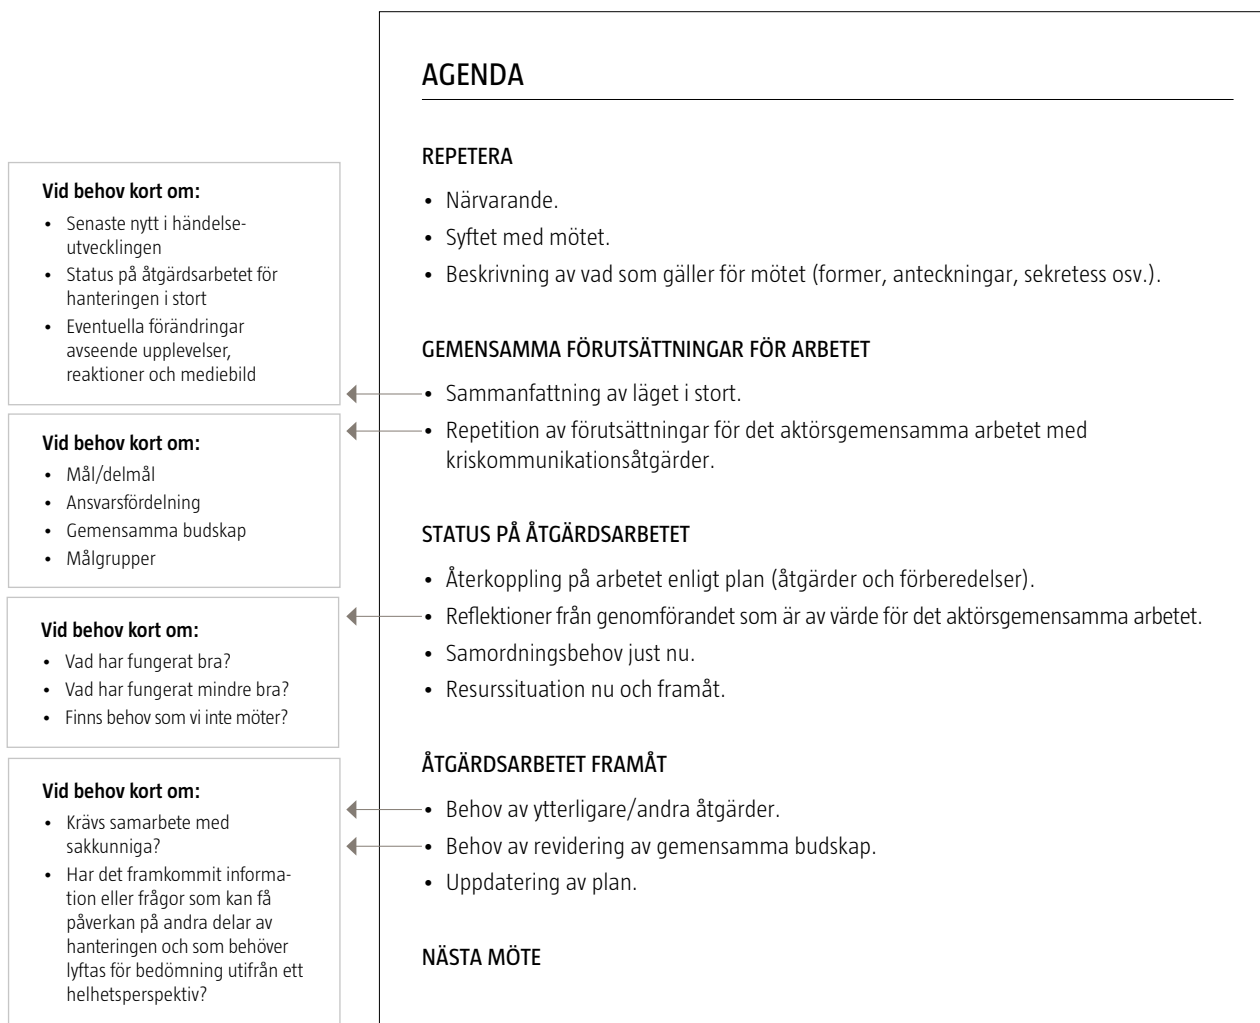 AGENDA
REPETERA
• Närvarande.
• Syftet med mötet.
• Beskrivning av vad som gäller för mötet (former, anteckningar, sekretess osv.).
GEMENSAMMA FÖRUTSÄTTNINGAR FÖR ARBETET
• Sammanfattning av läget i stort.
• Repetition av förutsättningar för det aktörsgemensamma arbetet med
kriskommunikationsåtgärder.
STATUS PÅ ÅTGÄRDSARBETET
• Återkoppling på arbetet enligt plan (åtgärder och förberedelser).
• Reflektioner från genomförandet som är av värde för det aktörsgemensamma arbetet.
• Samordningsbehov just nu.
• Resurssituation nu och framåt.
ÅTGÄRDSARBETET FRAMÅT
• Behov av ytterligare/andra åtgärder.
• Behov av revidering av gemensamma budskap.
• Uppdatering av plan.
NÄSTA MÖTE
Vid behov kort om:
• Senaste nytt i händelse-
utvecklingen
• Status på åtgärdsarbetet för
hanteringen i stort
• Eventuella förändringar
avseende upplevelser,
reaktioner och mediebild
Vid behov kort om:
• Mål/delmål
• Ansvarsfördelning
• Gemensamma budskap
• Målgrupper
Vid behov kort om:
• Vad har fungerat bra?
• Vad har fungerat mindre bra?
• Finns behov som vi inte möter?
Vid behov kort om:
• Krävs samarbete med
sakkunniga?
• Har det framkommit informa-
tion eller frågor som kan få
påverkan på andra delar av
hanteringen och som behöver
lyftas för bedömning utifrån ett
helhetsperspektiv?